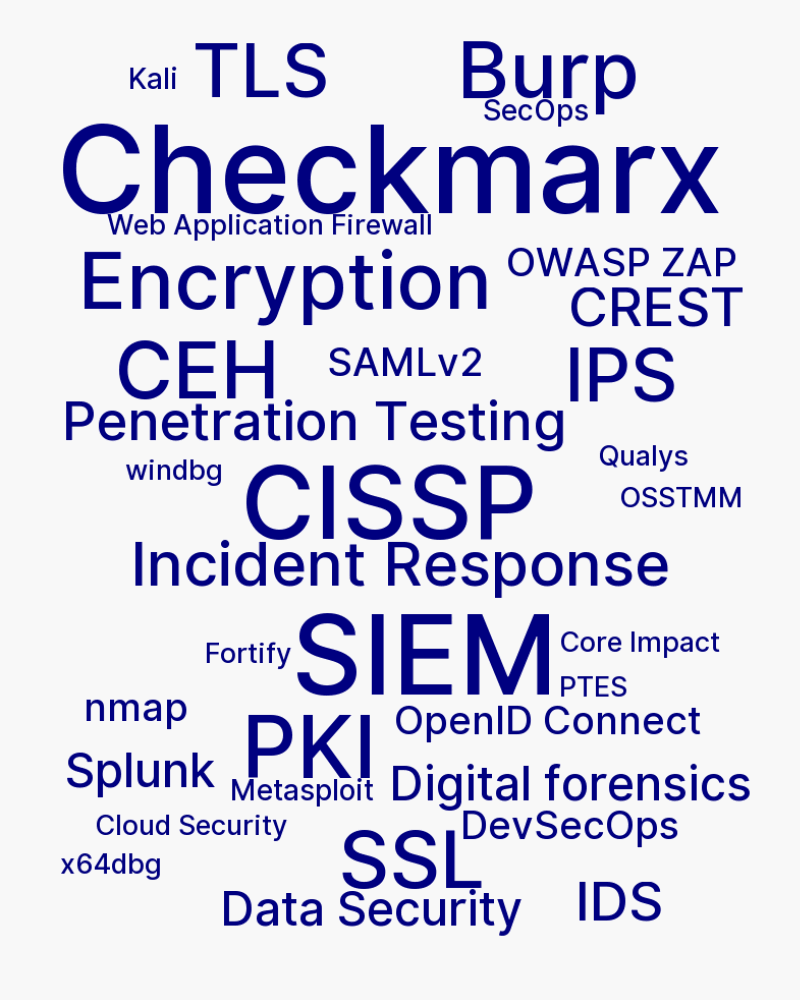 Kali
TLS
Burp
SecOps
Checkmarx
Web Application Firewall
Encryption
OWASP ZAP
CREST
CEH
SAMLv2
IPS
Penetration Testing
windbg
Qualys
CISSP
OSSTMM
Incident Response
Fortify
SIEM
Core Impact
PTES
nmap
PKI
OpenID Connect
Splunk
Metasploit
Digital forensics
Cloud Security
DevSecOps
x64dbg
SSL
Data Security
IDS